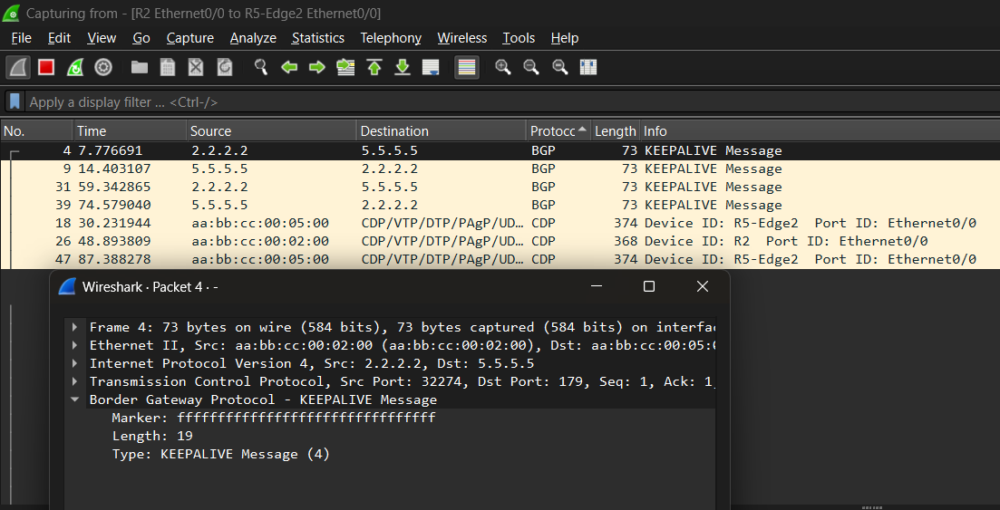 Capturing from - [R2 Ethernet0/0 to R5-Edge2 Ethernet0/0]
File Edit View Go Capture Analyze Statistics Telephony Wireless Tools Help
Apply a display filter ... <Ctrl-/>
No. Time Source Destination Protocc Length Info
4 7.776691 2.2.2.2 5.5.5.5 BGP 73 KEEPALIVE Message
9 14.403107 5.5.5.5 2.2.2.2 BGP 73 KEEPALIVE Message
31 59.342865 2.2.2.2 5.5.5.5 BGP 73 KEEPALIVE Message
39 74.579040 5.5.5.5 2.2.2.2 BGP 73 KEEPALIVE Message
18 30.231944 aa:bb:cc:00:05:00 CDP/VTP/DTP/PAgP/UD... CDP 374 Device ID: R5-Edge2 Port ID: Ethernet0/0
26 48.893809 aa:bb:cc:00:02:00 CDP/VTP/DTP/PAgP/UD... CDP 368 Device ID: R2 Port ID: Ethernet0/0
47 87.388278 aa:bb:cc:00:05:00 CDP/VTP/DTP/PAgP/UD... CDP 374 Device ID: R5-Edge2 Port ID: Ethernet0/0
Wireshark · Packet 4 · -
Frame 4: 73 bytes on wire (584 bits), 73 bytes captured (584 bits) on interfac
Ethernet II, Src: aa:bb:cc:00:02:00 (aa:bb:cc:00:02:00), Dst: aa:bb:cc:00:05:0
Internet Protocol Version 4, Src: 2.2.2.2, Dst: 5.5.5.5
Transmission Control Protocol, Src Port: 32274, Dst Port: 179, Seq: 1, Ack: 1,
Border Gateway Protocol - KEEPALIVE Message
Marker: ffffffffffffffffffffffffffffffff
Length: 19
Type: KEEPALIVE Message (4)